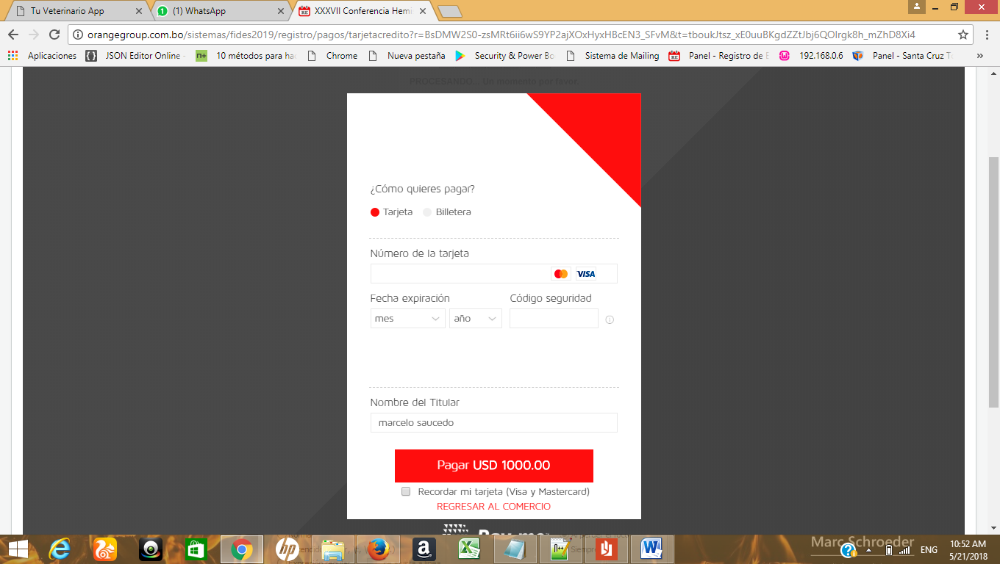 Tu Veterinario App
(1) WhatsApp
XXXVII Conferencia Hemi
orangegroup.com.bo/sistemas/fides2019/registro/pagos/tarjetacredito?r=BsDMW2S0-zsMRt6ii6wS9YP2ajXOxHyxHBcEN3_SFvM&t=tboukJtsz_xE0uuBKgdZZtJbj6QOIrgk8h_mZhD8Xi4
Aplicaciones JSON Editor Online - 10 métodos para hac Chrome Nueva pestaña Security & Power Bo Sistema de Mailing Panel - Registro de E 192.168.0.6 Panel - Santa Cruz T »
PROCESANDO... Un momento por favor.
¿Cómo quieres pagar?
Tarjeta Billetera
Número de la tarjeta
VISA
Fecha expiración Código seguridad
mes año
Nombre del Titular
marcelo saucedo
Pagar USD 1000.00
Recordar mi tarjeta (Visa y Mastercard)
REGRESAR AL COMERCIO
Pay-me
Marc Schroeder
ENG
10:52 AM
5/21/2018